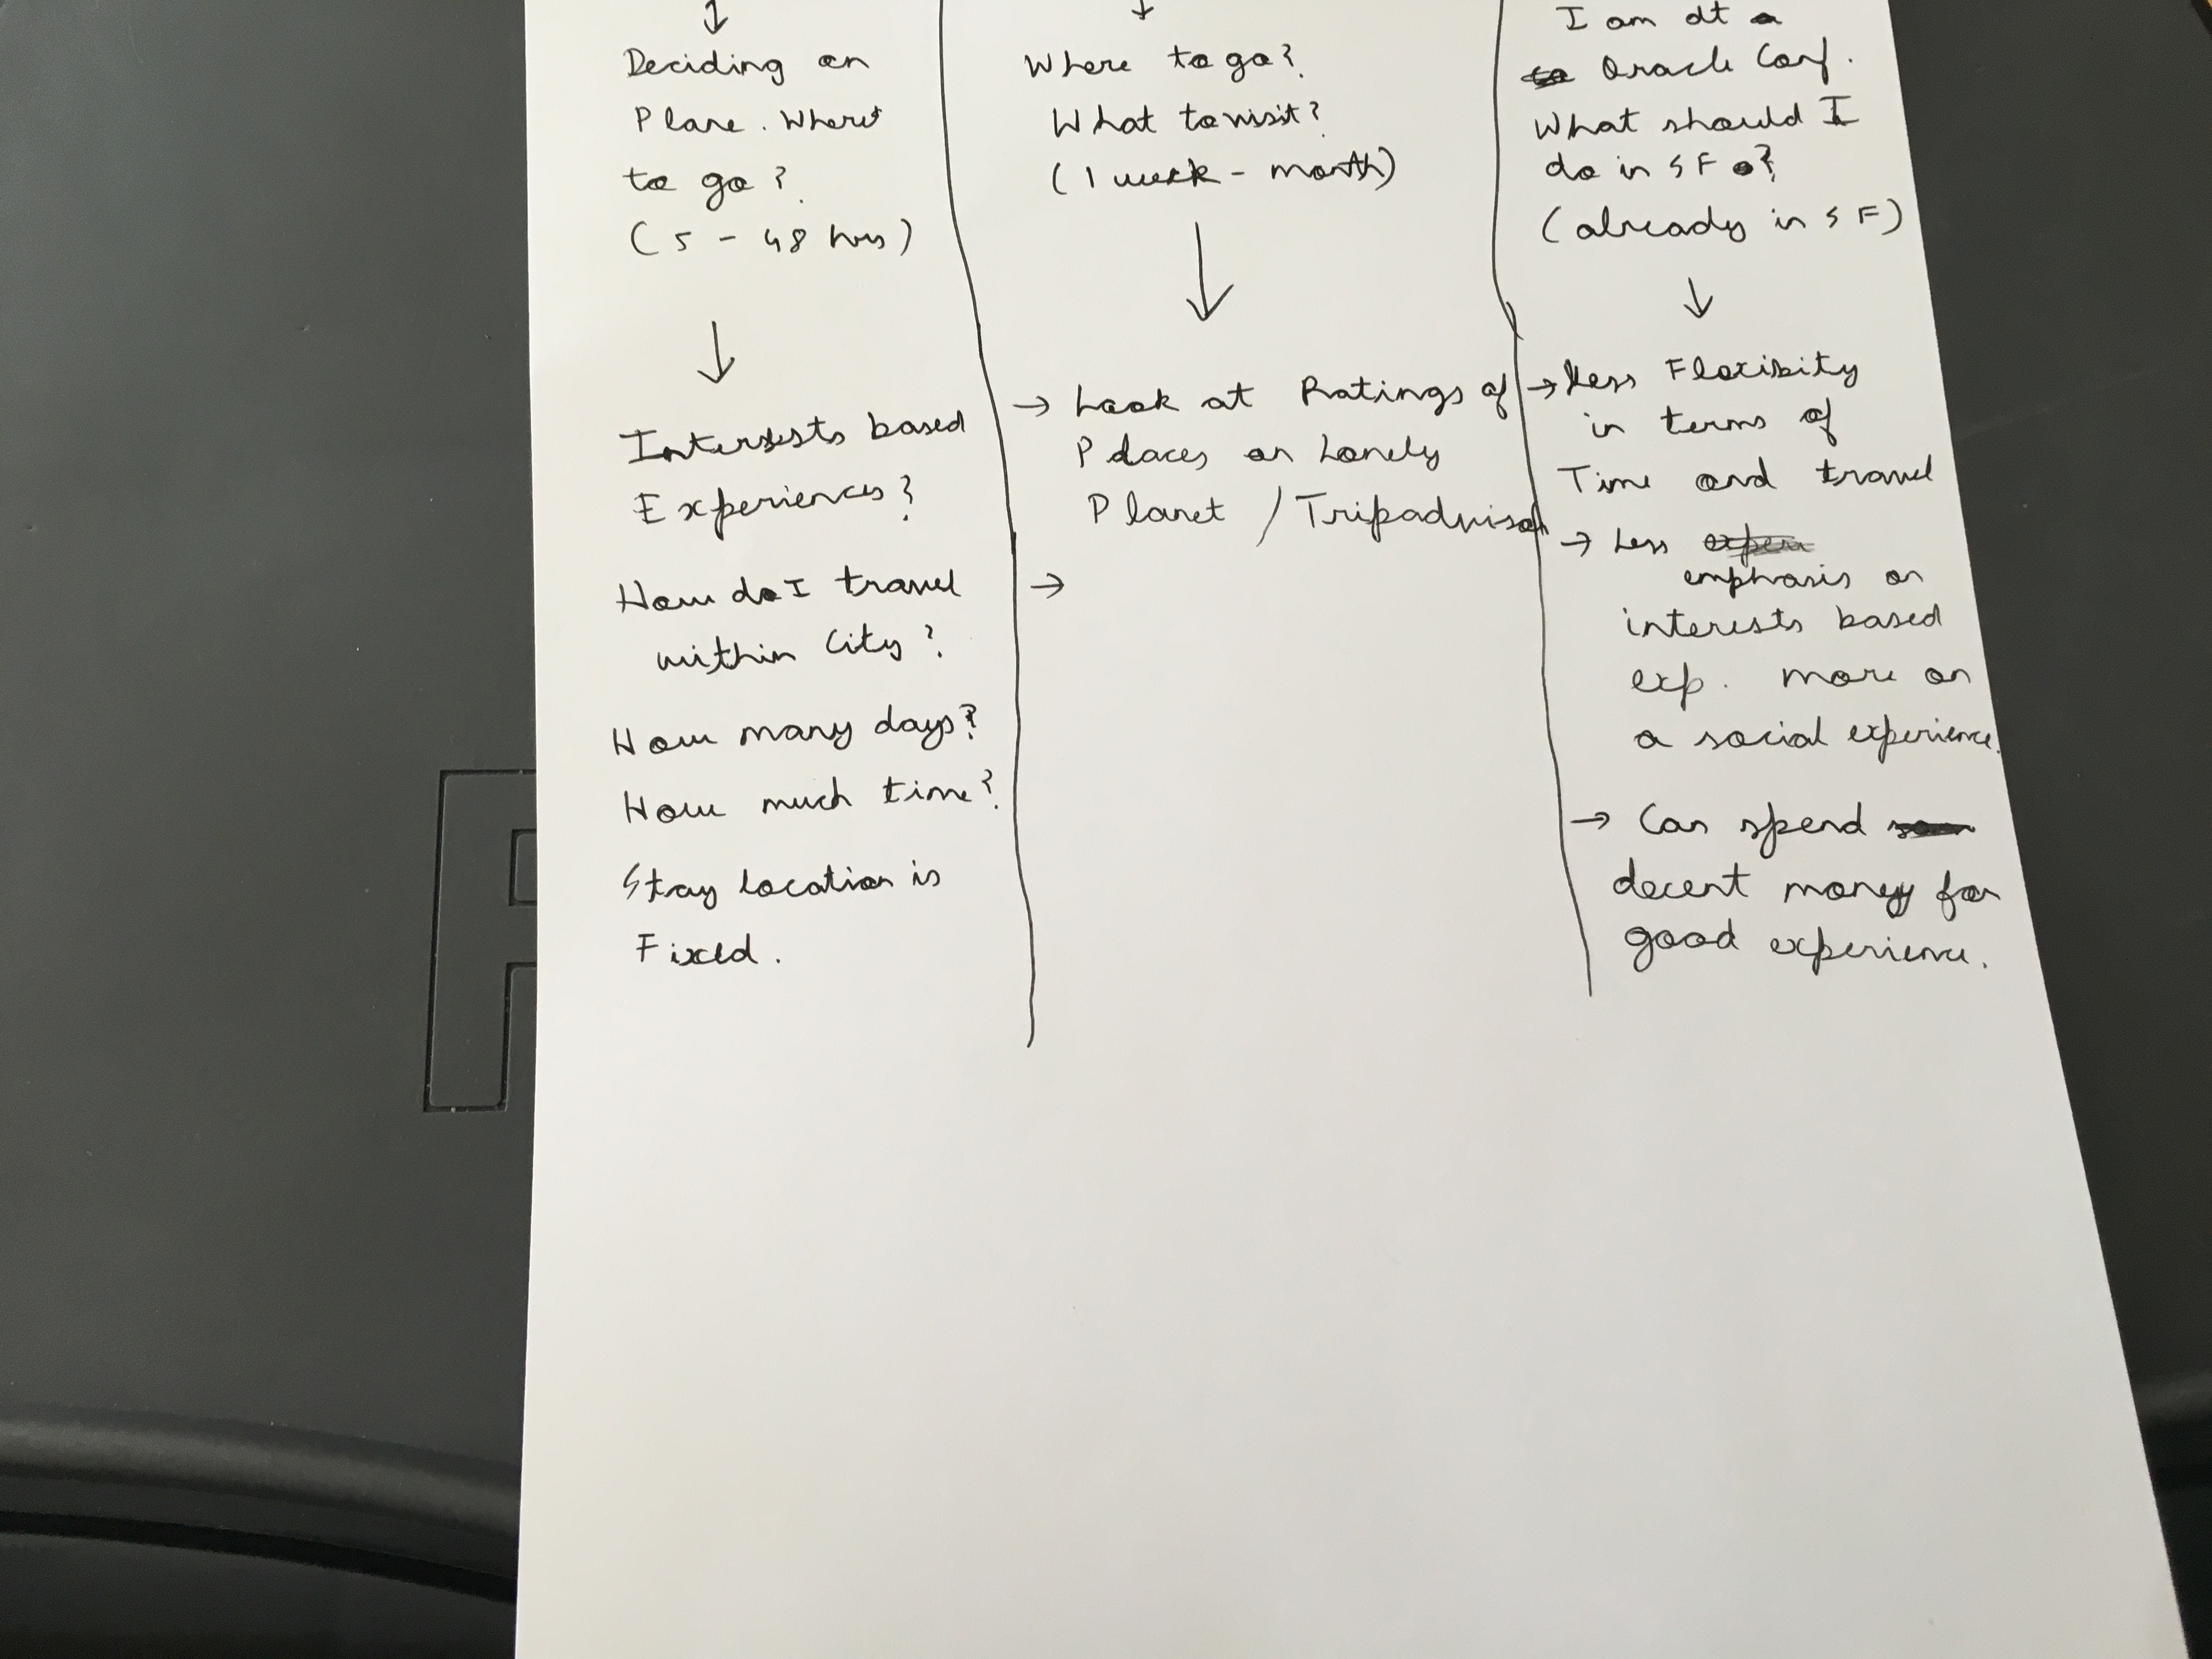 ↓
Deciding on
Plane. Where
to go?
(5 - 48 hrs)
↓
Interests based
Experiences?
How do I travel
within City?
How many days?
How much time?
Stay location is
Fixed.
↓
Where to go?
What to visit?
(1 week - month)
↓
→ Look at Ratings of
Places on Lonely
Planet / Tripadvisor
→
I am at a
Oracle Conf.
What should I
do in SF?
(already in SF)
↓
→ Less Flexibity
in terms of
Time and travel
→ Less
emphasis on
interests based
exp. more on
a social experience.
→ Can spend
decent money for
good experience.